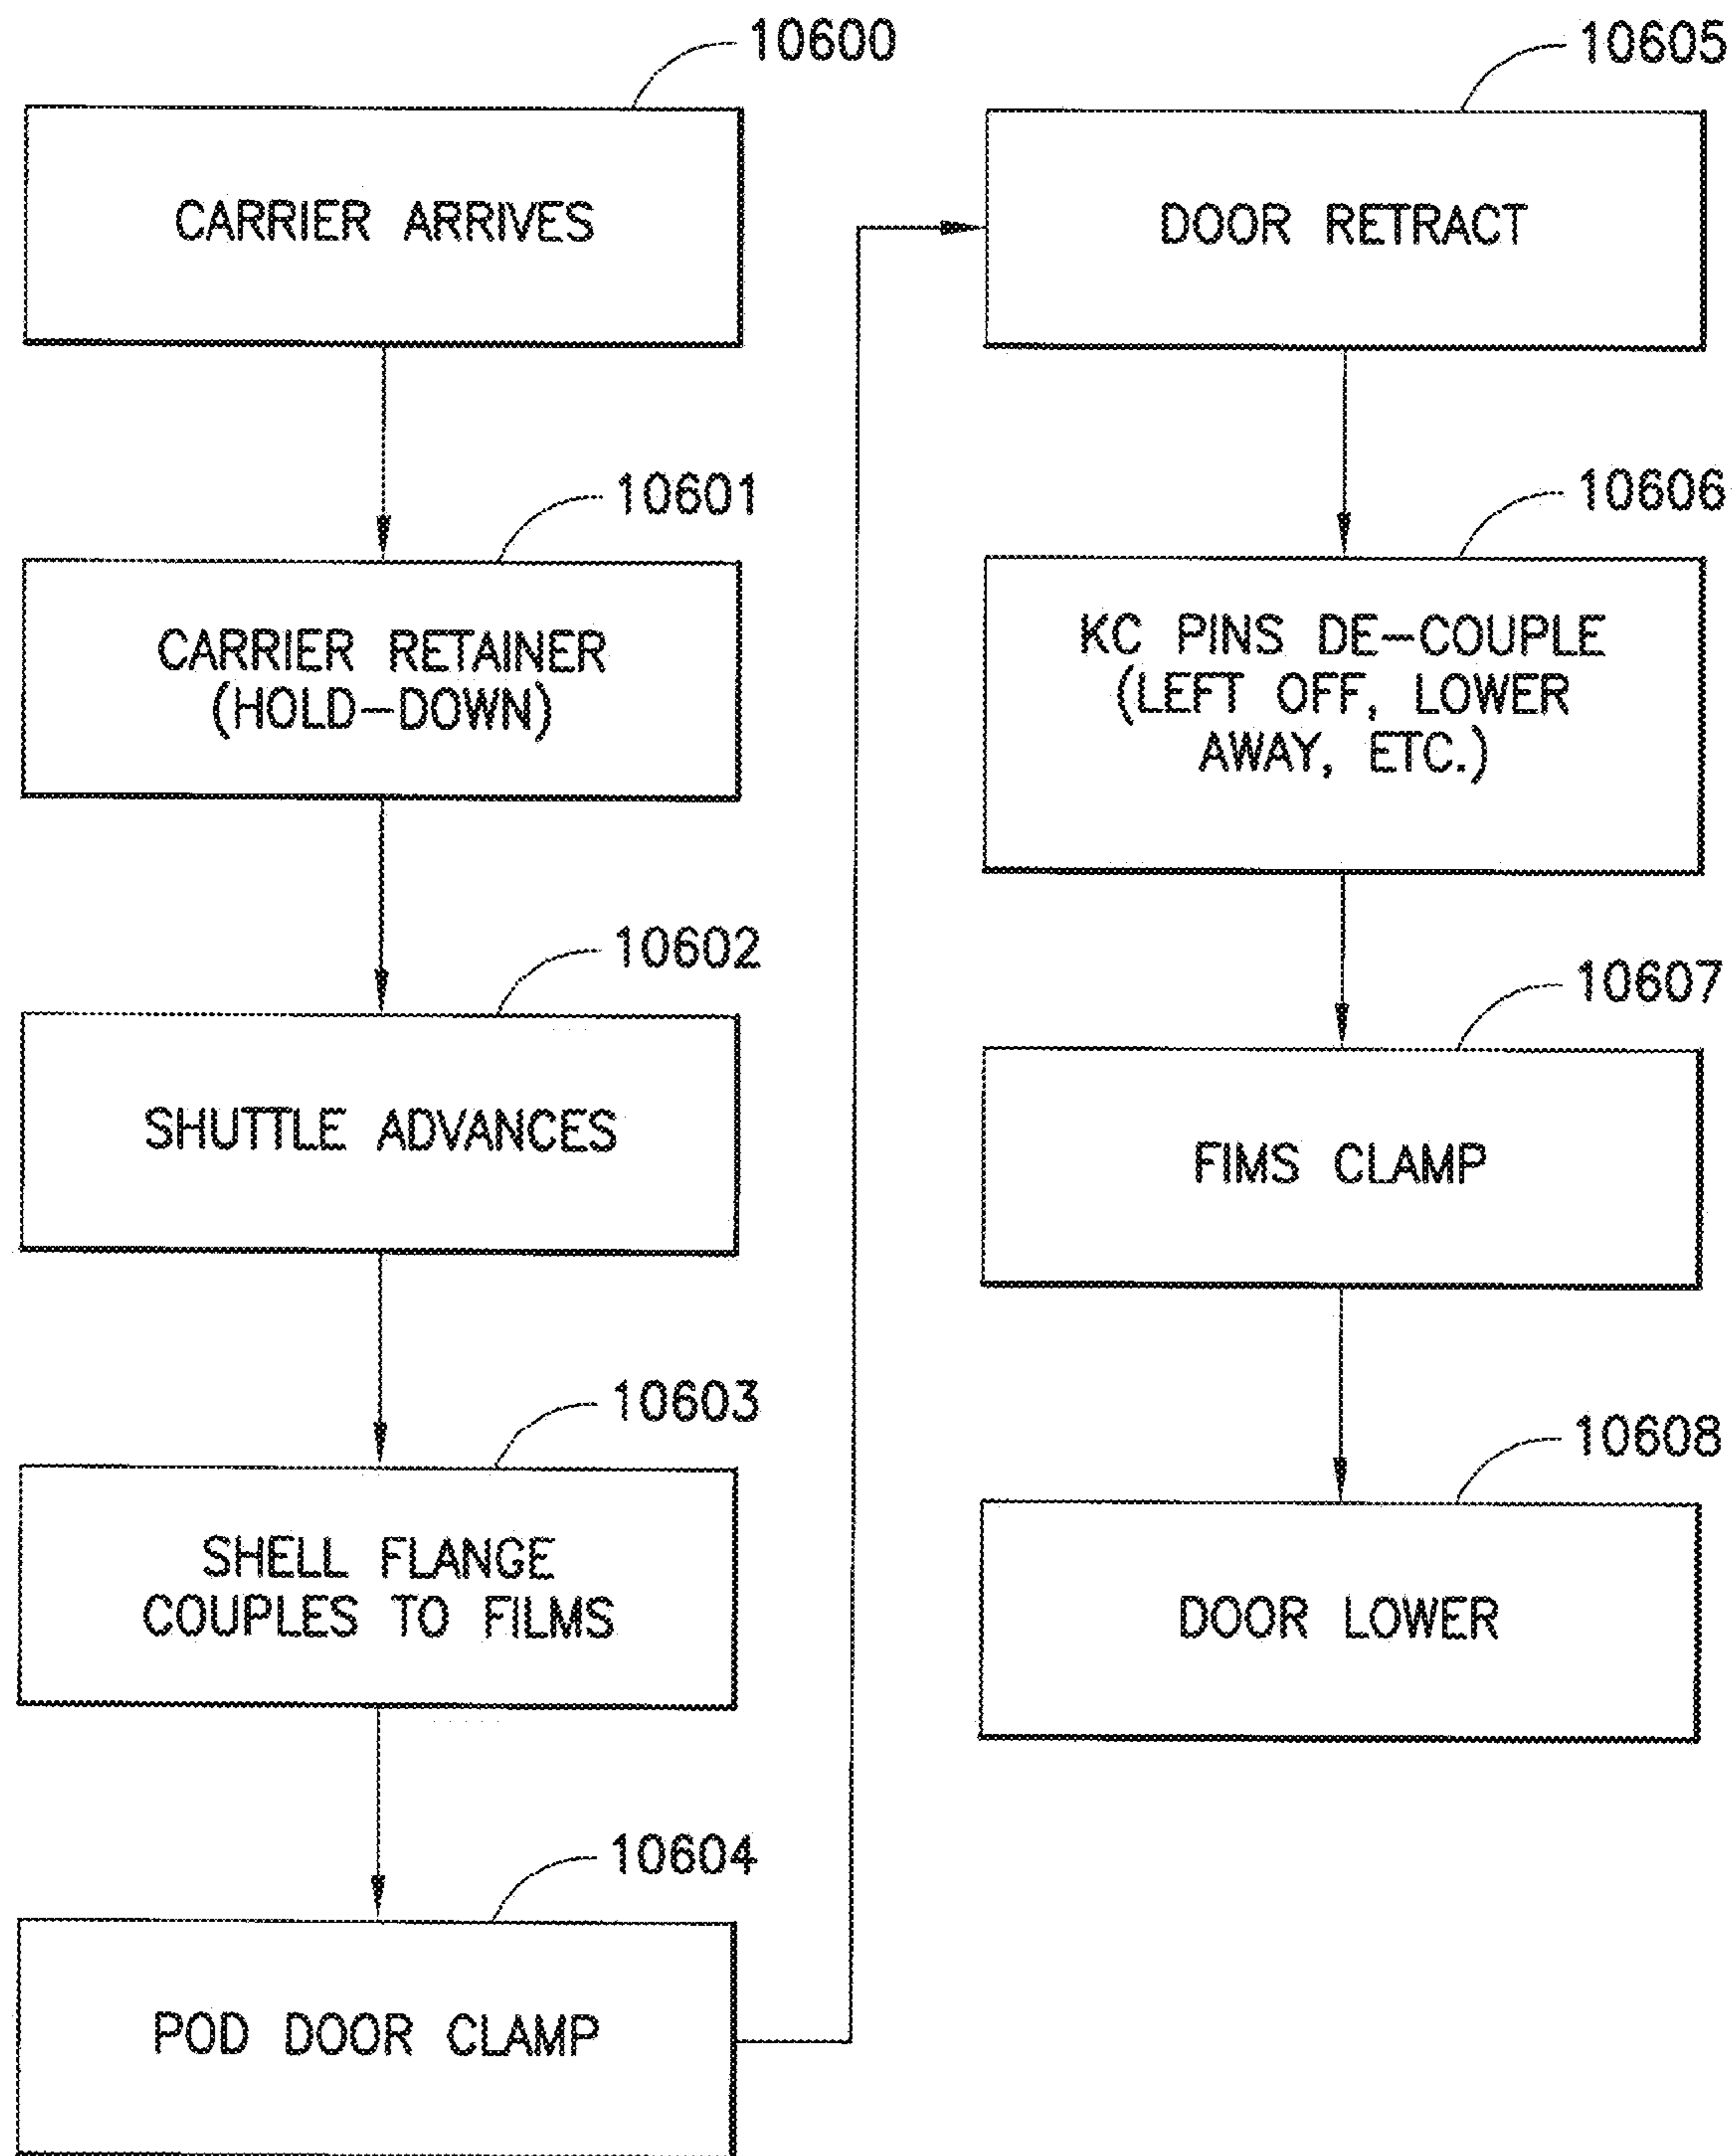 10600
CARRIER ARRIVES
10601
CARRIER RETAINER
(HOLD-DOWN)
10602
SHUTTLE ADVANCES
10603
SHELL FLANGE
COUPLES TO FILMS
10604
POD DOOR CLAMP
10605
DOOR RETRACT
10606
KC PINS DE-COUPLE
(LEFT OFF, LOWER
AWAY, ETC.)
10607
FIMS CLAMP
10608
DOOR LOWER